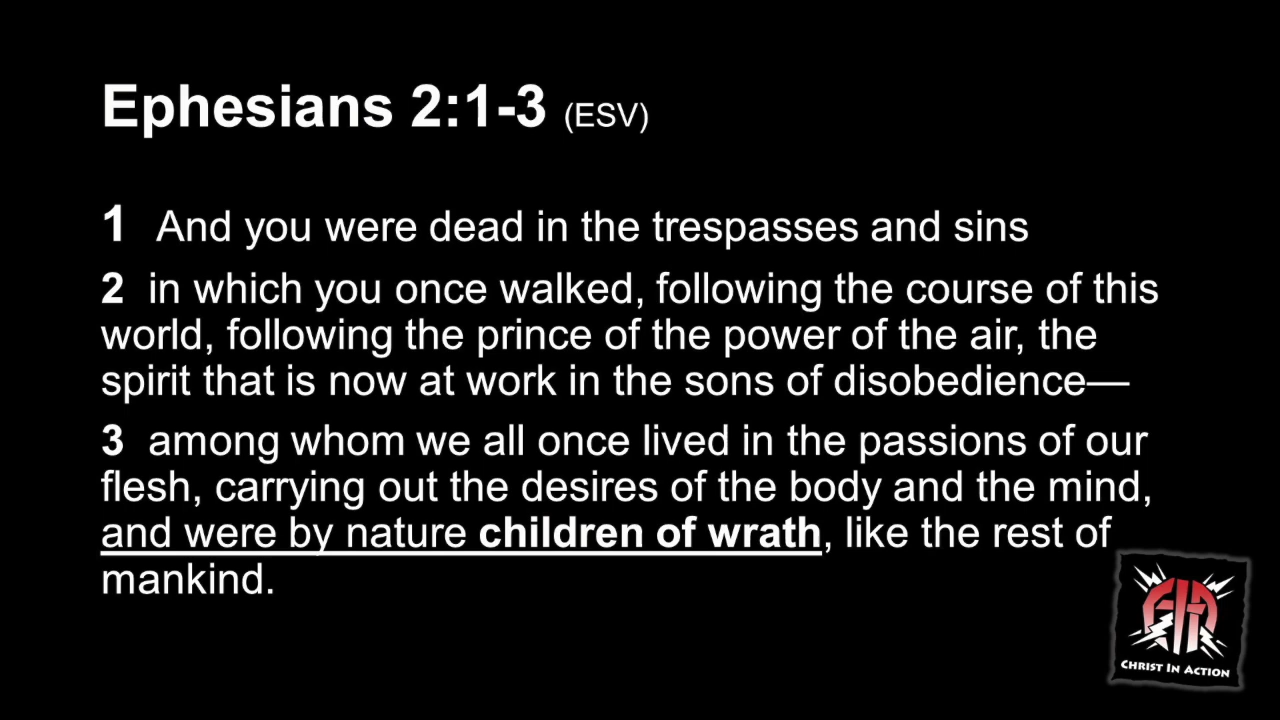 Ephesians 2:1-3 (ESV)
1 And you were dead in the trespasses and sins
2 in which you once walked, following the course of this
world, following the prince of the power of the air, the
spirit that is now at work in the sons of disobedience—
3 among whom we all once lived in the passions of our
flesh, carrying out the desires of the body and the mind,
and were by nature children of wrath, like the rest of
mankind.
CIA
CHRIST IN ACTION